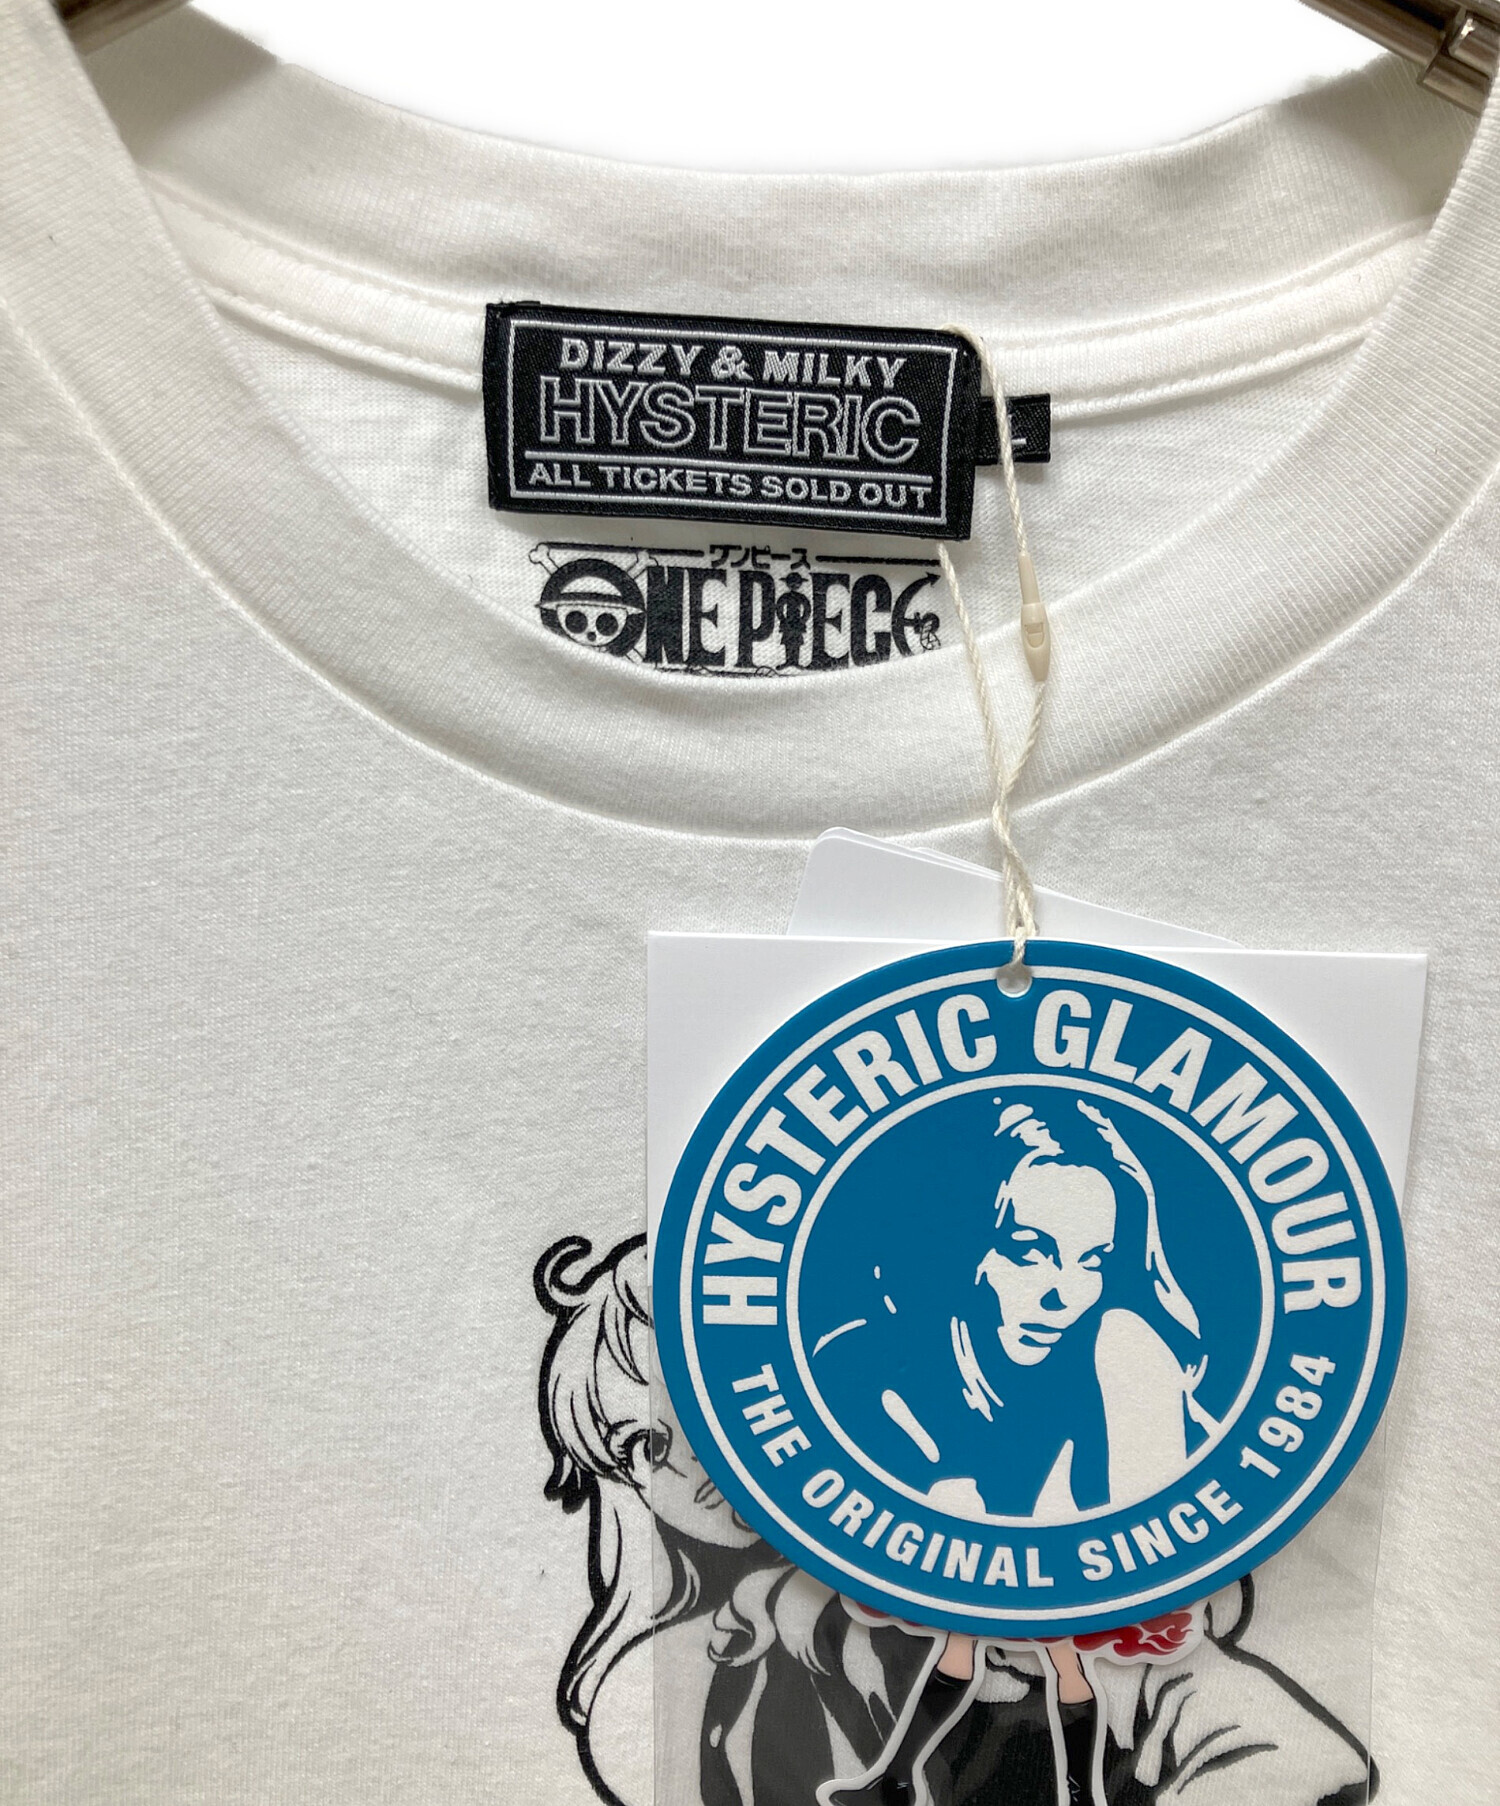 DIZZY & MILKY
HYSTERIC
ALL TICKETS SOLD OUT
L
ワンピース
ONE PIECE
HYSTERIC GLAMOUR
THE ORIGINAL SINCE 1984